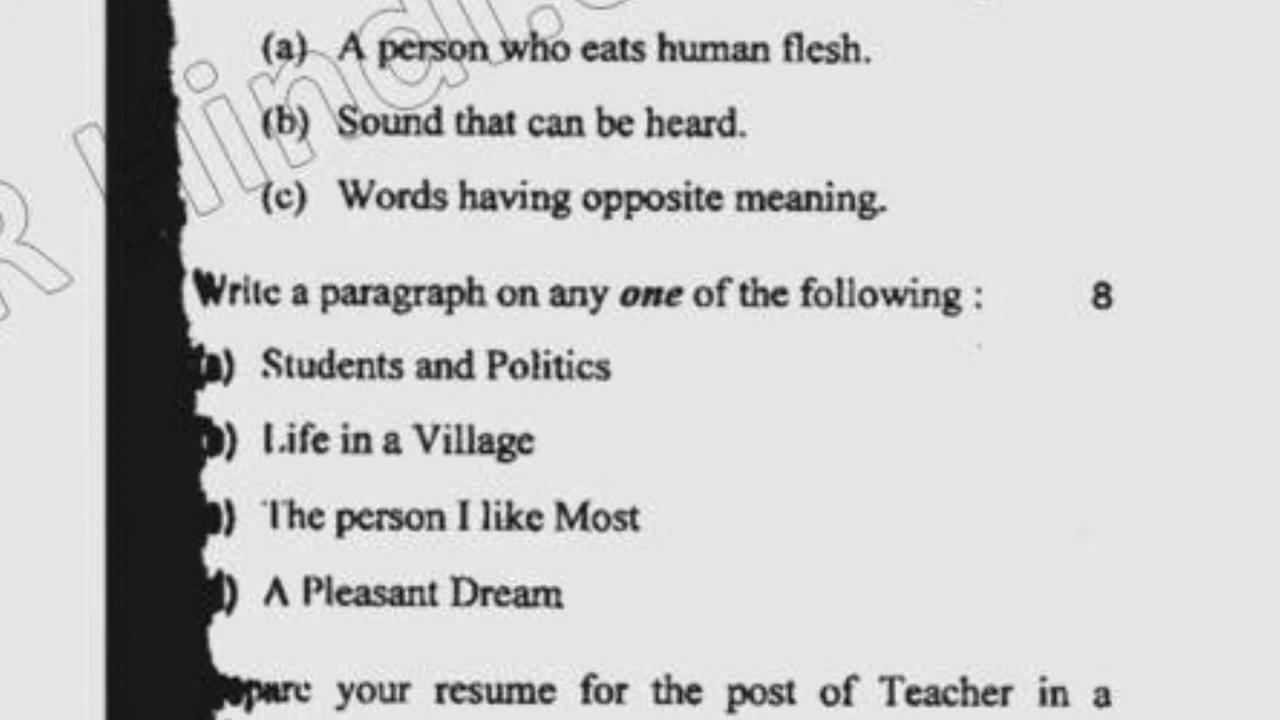 (a) A person who eats human flesh.
(b) Sound that can be heard.
(c) Words having opposite meaning.
Write a paragraph on any one of the following : 8
) Students and Politics
) Life in a Village
) The person I like Most
) A Pleasant Dream
your resume for the post of Teacher in a